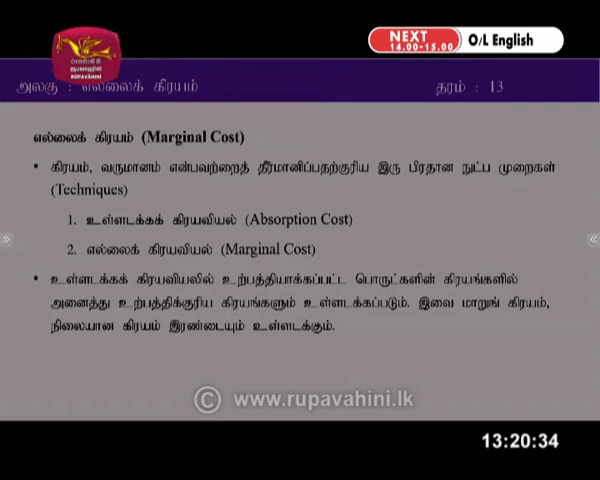 NEXT
14.00-15.00
O/L English
RUPAVAHINI
அலகு : எல்லைக் கிரயம்
தரம் : 13
எல்லைக் கிரயம் (Marginal Cost)
• கிரயம், வருமானம் என்பவற்றைத் தீர்மானிப்பதற்குரிய இரு பிரதான நுட்ப முறைகள்
(Techniques)
1. உள்ளடக்கக் கிரயவியல் (Absorption Cost)
2. எல்லைக் கிரயவியல் (Marginal Cost)
• உள்ளடக்கக் கிரயவியலில் உற்பத்தியாக்கப்பட்ட பொருட்களின் கிரயங்களில்
அனைத்து உற்பத்திக்குரிய கிரயங்களும் உள்ளடக்கப்படும். இவை மாறுங் கிரயம்,
நிலையான கிரயம் இரண்டையும் உள்ளடக்கும்.
© www.rupavahini.lk
13:20:34